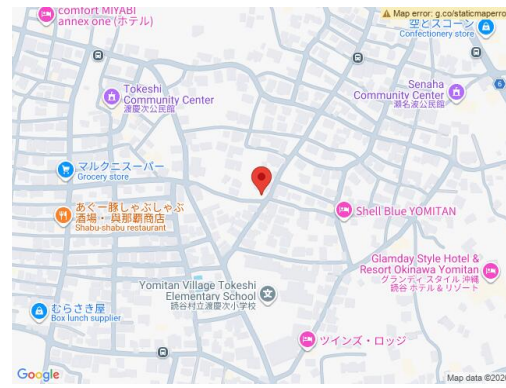 comfort MIYABI
annex one (ホテル)
Map error: g.co/staticmaperro
空とスコーン
Confectionery store
Tokeshi
Community Center
渡慶次公民館
Senaha
Community Center
瀬名波公民館
6
マルクニスーパー
Grocery store
あぐー豚しゃぶしゃぶ
酒場・與那覇商店
Shabu-shabu restaurant
Shell Blue YOMITAN
Glamday Style Hotel &
Resort Okinawa Yomitan
グランディスタイル 沖縄
読谷 ホテル&リゾート
Yomitan Village Tokeshi
Elementary School
読谷村立渡慶次小学校
むらさき屋
Box lunch supplier
ツインズ・ロッジ
Google
Map data ©202